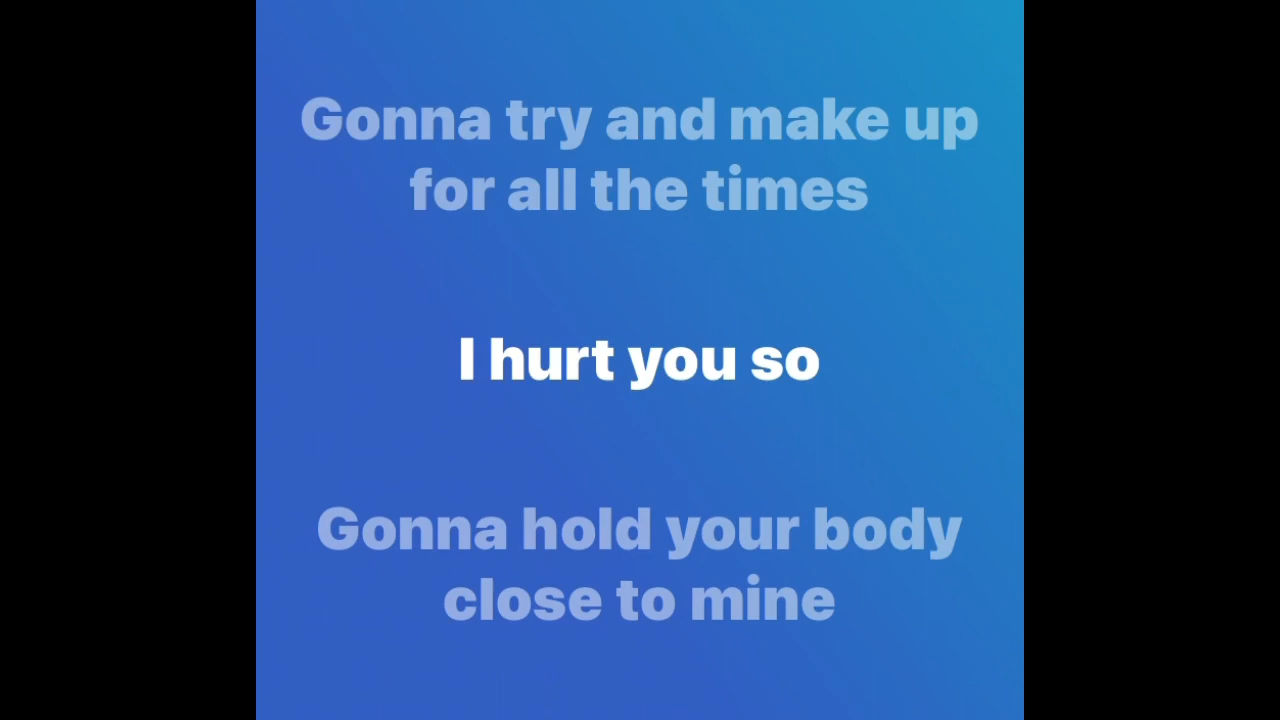 Gonna try and make up
for all the times
I hurt you so
Gonna hold your body
close to mine